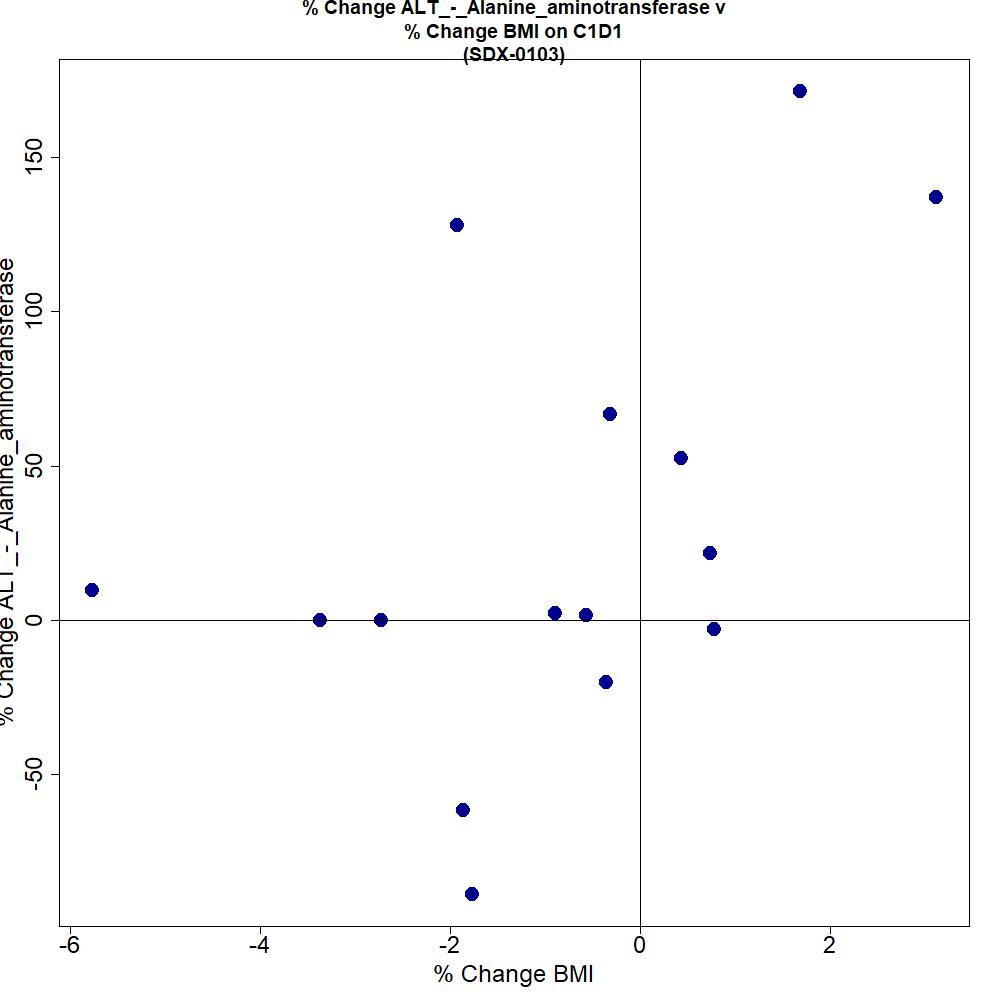 % Change ALT_-_Alanine_aminotransferase v
% Change BMI on C1D1
(SDX-0103)
% Change ALT_-_Alanine_aminotransferase
150
100
50
0
-50
-6
-4
-2
0
2
% Change BMI